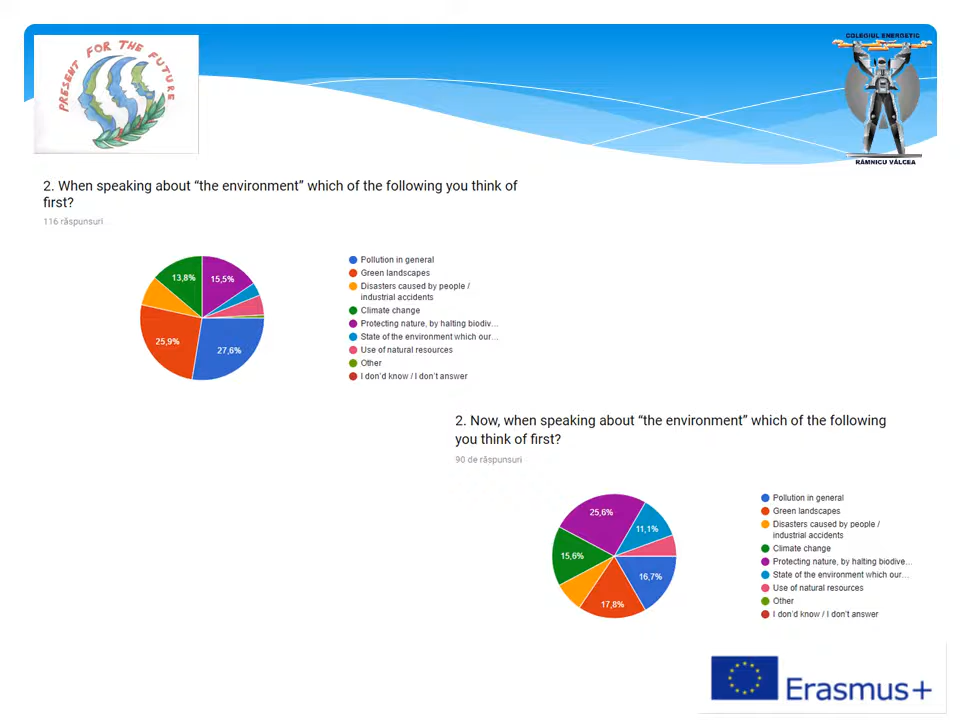 PRESENT FOR THE FUTURE
COLEGIUL ENERGETIC
RÂMNICU VÂLCEA
2. When speaking about “the environment” which of the following you think of
first?
116 răspunsuri
13,8%
15,5%
25,9%
27,6%
Pollution in general
Green landscapes
Disasters caused by people /
industrial accidents
Climate change
Protecting nature, by halting biodiv…
State of the environment which our…
Use of natural resources
Other
I don'd know / I don't answer
2. Now, when speaking about “the environment” which of the following
you think of first?
90 de răspunsuri
25,6%
11,1%
15,6%
16,7%
17,8%
Pollution in general
Green landscapes
Disasters caused by people /
industrial accidents
Climate change
Protecting nature, by halting biodive…
State of the environment which our…
Use of natural resources
Other
I don'd know / I don't answer
Erasmus+